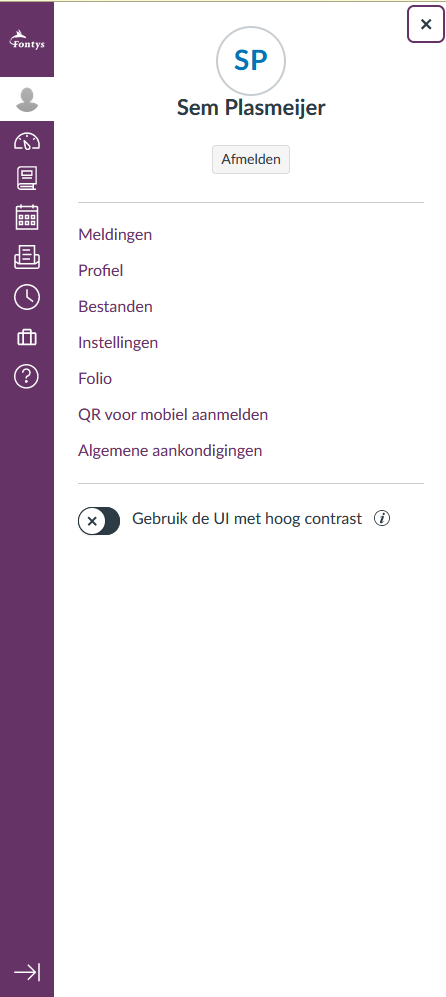 Fontys
SP
Sem Plasmeijer
Afmelden
Meldingen
Profiel
Bestanden
Instellingen
Folio
QR voor mobiel aanmelden
Algemene aankondigingen
Gebruik de UI met hoog contrast